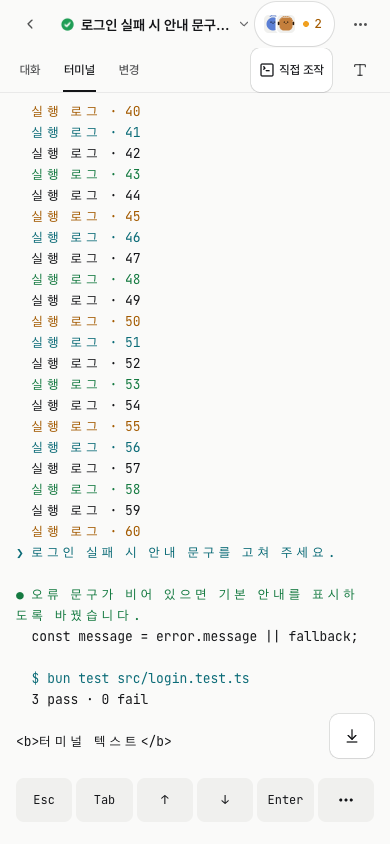 로그인 실패 시 안내 문구...
2
대화 터미널 변경 직접 조작
실행 로그 · 40
실행 로그 · 41
실행 로그 · 42
실행 로그 · 43
실행 로그 · 44
실행 로그 · 45
실행 로그 · 46
실행 로그 · 47
실행 로그 · 48
실행 로그 · 49
실행 로그 · 50
실행 로그 · 51
실행 로그 · 52
실행 로그 · 53
실행 로그 · 54
실행 로그 · 55
실행 로그 · 56
실행 로그 · 57
실행 로그 · 58
실행 로그 · 59
실행 로그 · 60
❯ 로그인 실패 시 안내 문구를 고쳐 주세요.
● 오류 문구가 비어 있으면 기본 안내를 표시하
도록 바꿨습니다.
const message = error.message || fallback;
$ bun test src/login.test.ts
3 pass · 0 fail
<b>터미널 텍스트</b>
Esc Tab ↑ ↓ Enter •••